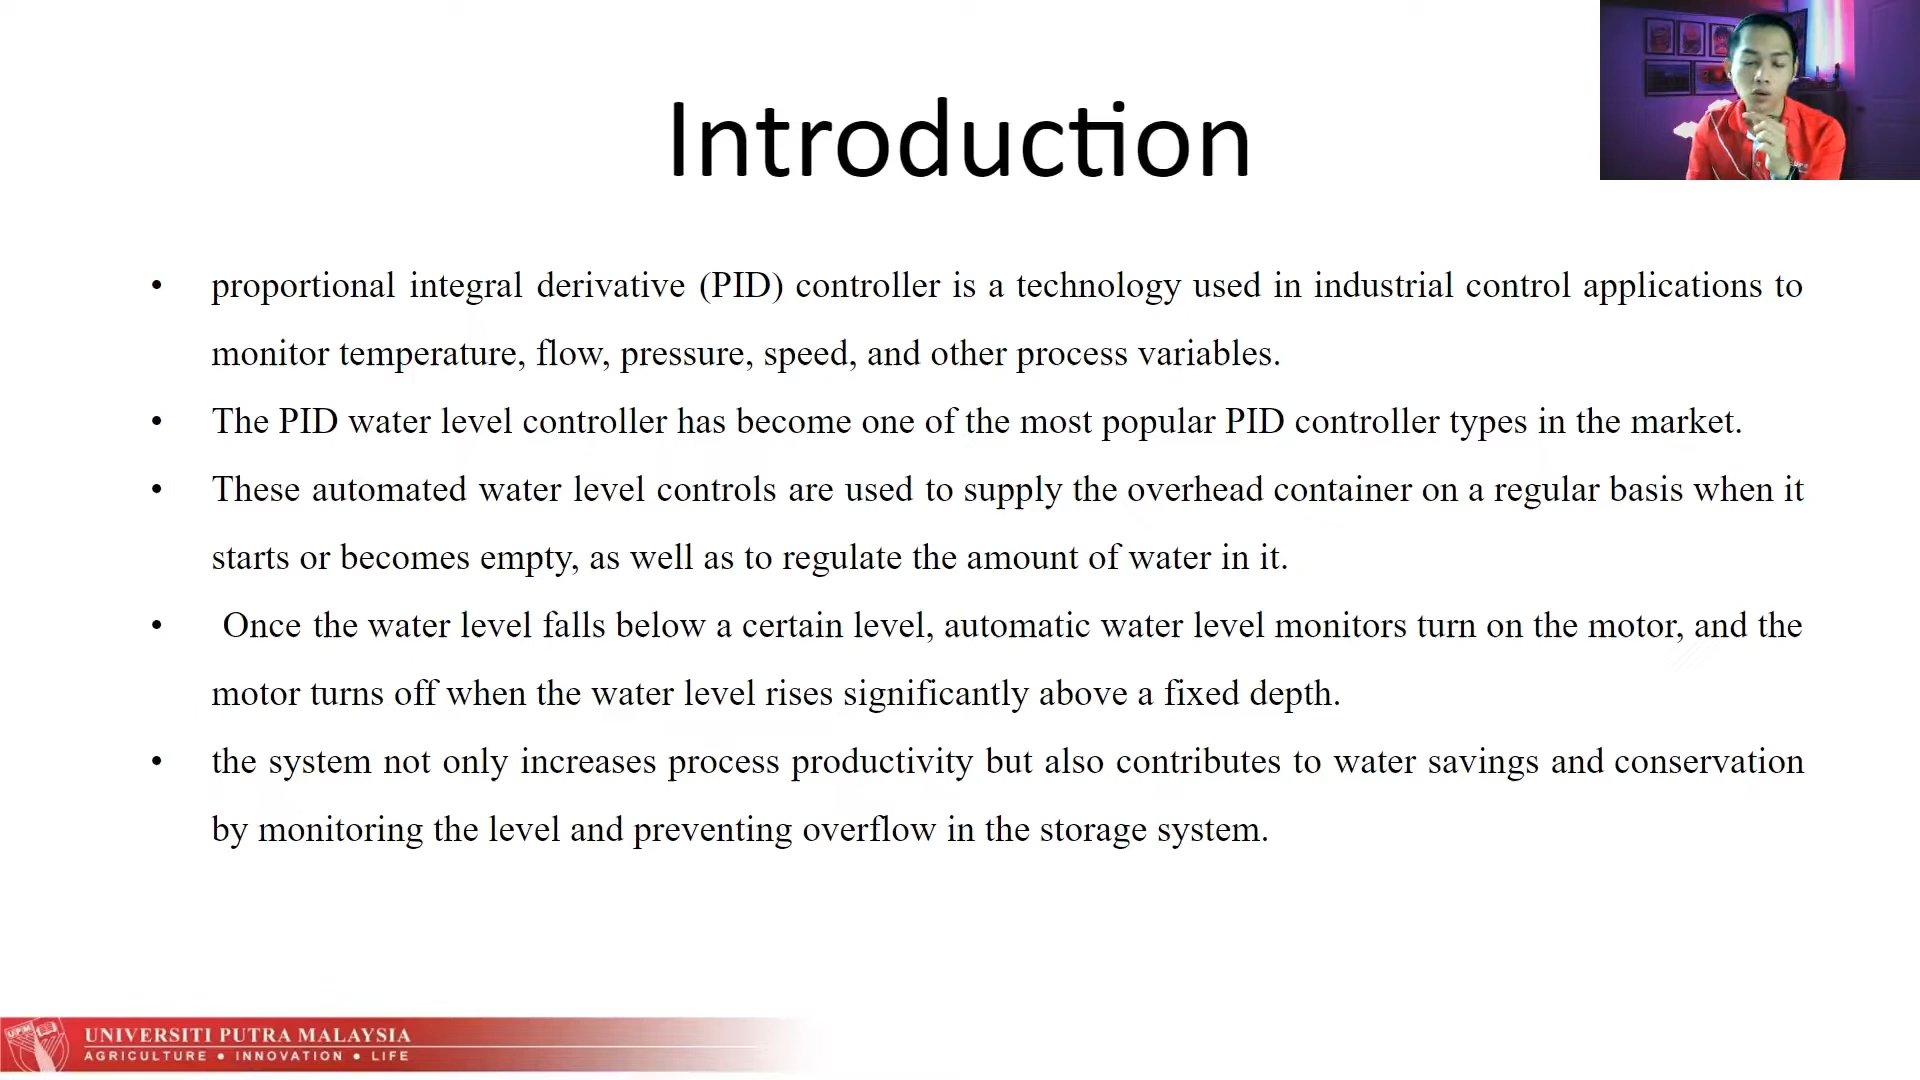 Introduction
• proportional integral derivative (PID) controller is a technology used in industrial control applications to
monitor temperature, flow, pressure, speed, and other process variables.
• The PID water level controller has become one of the most popular PID controller types in the market.
• These automated water level controls are used to supply the overhead container on a regular basis when it
starts or becomes empty, as well as to regulate the amount of water in it.
• Once the water level falls below a certain level, automatic water level monitors turn on the motor, and the
motor turns off when the water level rises significantly above a fixed depth.
• the system not only increases process productivity but also contributes to water savings and conservation
by monitoring the level and preventing overflow in the storage system.
UPM
UNIVERSITI PUTRA MALAYSIA
AGRICULTURE • INNOVATION • LIFE